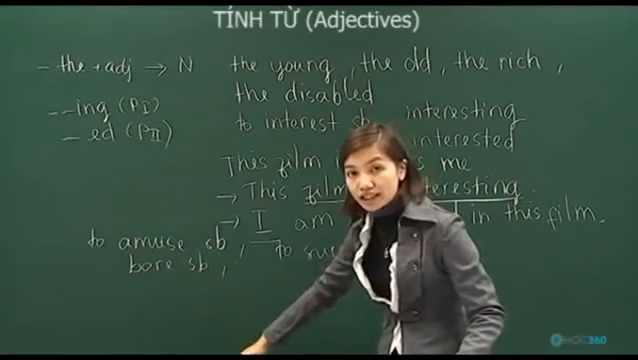 TÍNH TỪ (Adjectives)
- the + adj → N the young, the old, the rich,
the disabled
- -ing (PI)
- ed (PII)
to interest sb interesting
interested
This film me
→ This film interesting.
→ I am in this film.
to amuse sb, to
bore sb,
HOC360